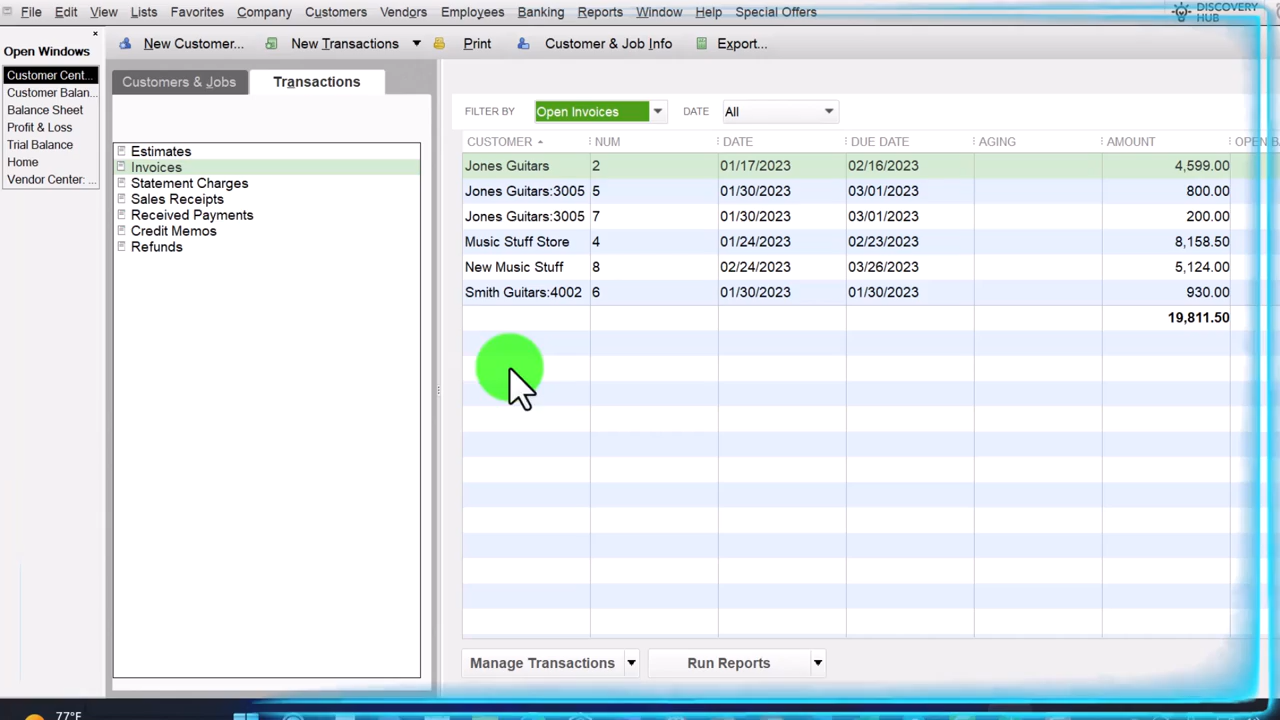 File Edit View Lists Favorites Company Customers Vendors Employees Banking Reports Window Help Special Offers
DISCOVERY
HUB
Open Windows
Customer Cent...
Customer Balan...
Balance Sheet
Profit & Loss
Trial Balance
Home
Vendor Center: ...
New Customer... New Transactions Print Customer & Job Info Export...
Customers & Jobs Transactions
Estimates
Invoices
Statement Charges
Sales Receipts
Received Payments
Credit Memos
Refunds
FILTER BY Open Invoices DATE All
CUSTOMER NUM DATE DUE DATE AGING AMOUNT OPEN BA
Jones Guitars 2 01/17/2023 02/16/2023 4,599.00
Jones Guitars:3005 5 01/30/2023 03/01/2023 800.00
Jones Guitars:3005 7 01/30/2023 03/01/2023 200.00
Music Stuff Store 4 01/24/2023 02/23/2023 8,158.50
New Music Stuff 8 02/24/2023 03/26/2023 5,124.00
Smith Guitars:4002 6 01/30/2023 01/30/2023 930.00
19,811.50
Manage Transactions Run Reports
77°F